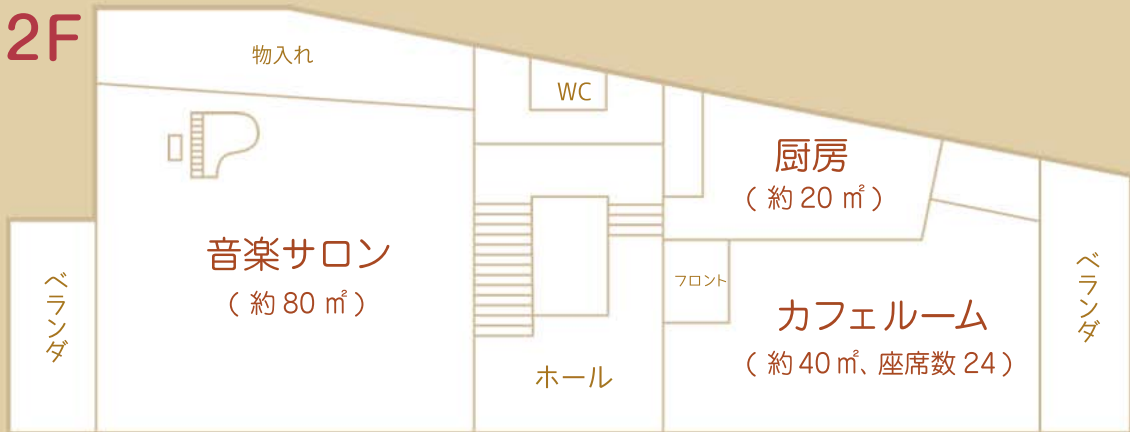 2F
物入れ
WC
厨房
（ 約 20 ㎡ ）
音楽サロン
（ 約 80 ㎡ ）
ベランダ
フロント
カフェルーム
（ 約 40 ㎡、座席数 24 ）
ホール
ベランダ